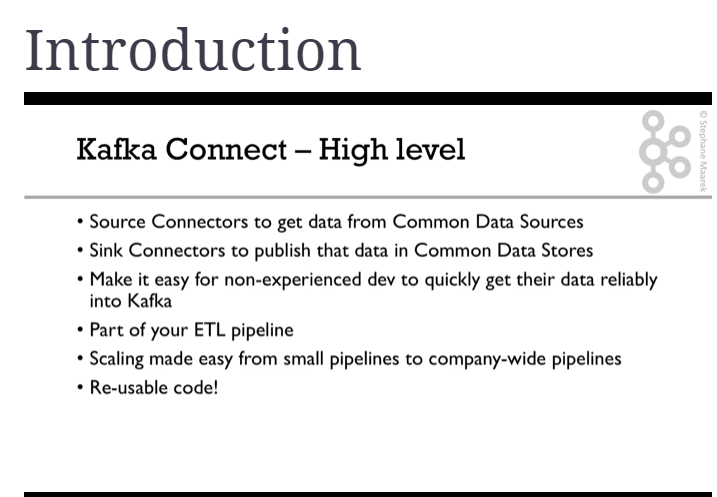 Introduction
Kafka Connect – High level
© Stephane Maarek
• Source Connectors to get data from Common Data Sources
• Sink Connectors to publish that data in Common Data Stores
• Make it easy for non-experienced dev to quickly get their data reliably
into Kafka
• Part of your ETL pipeline
• Scaling made easy from small pipelines to company-wide pipelines
• Re-usable code!